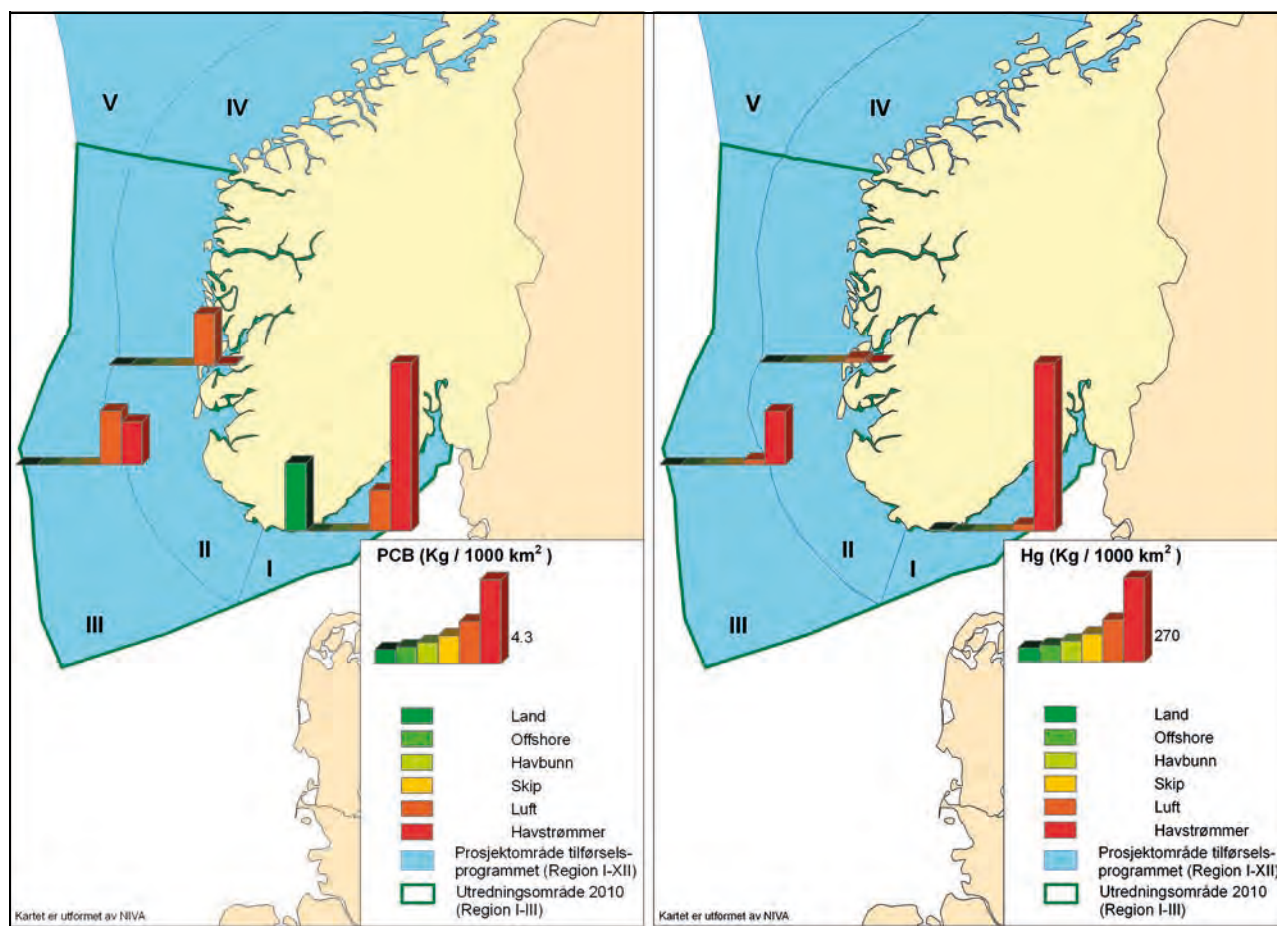 V
IV
II
I
III
PCB (Kg / 1000 km²)
4.3
Land
Offshore
Havbunn
Skip
Luft
Havstrømmer
Prosjektområde tilførsels-
programmet (Region I-XII)
Utredningsområde 2010
(Region I-III)
Kartet er utformet av NIVA
V
IV
II
I
III
Hg (Kg / 1000 km²)
270
Land
Offshore
Havbunn
Skip
Luft
Havstrømmer
Prosjektområde tilførsels-
programmet (Region I-XII)
Utredningsområde 2010
(Region I-III)
Kartet er utformet av NIVA